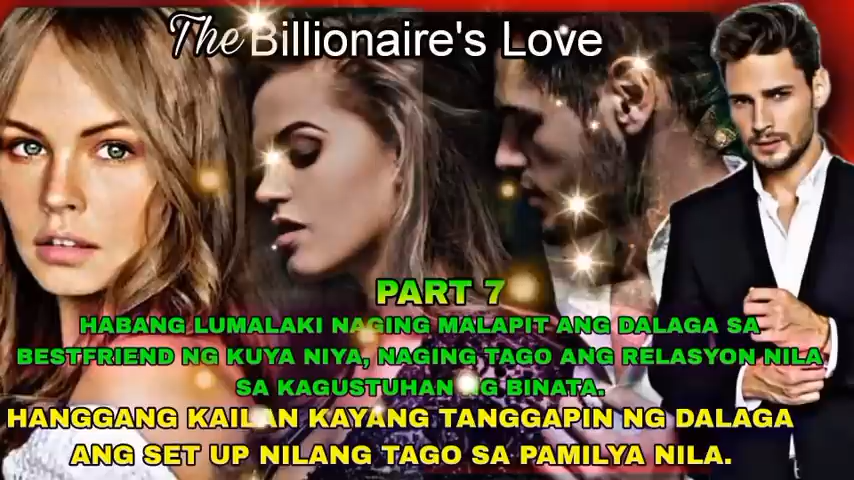 The Billionaire's Love
PART 7
HABANG LUMALAKI NAGING MALAPIT ANG DALAGA SA
BESTFRIEND NG KUYA NIYA, NAGING TAGO ANG RELASYON NILA
SA KAGUSTUHAN NG BINATA.
HANGGANG KAILAN KAYANG TANGGAPIN NG DALAGA
ANG SET UP NILANG TAGO SA PAMILYA NILA.